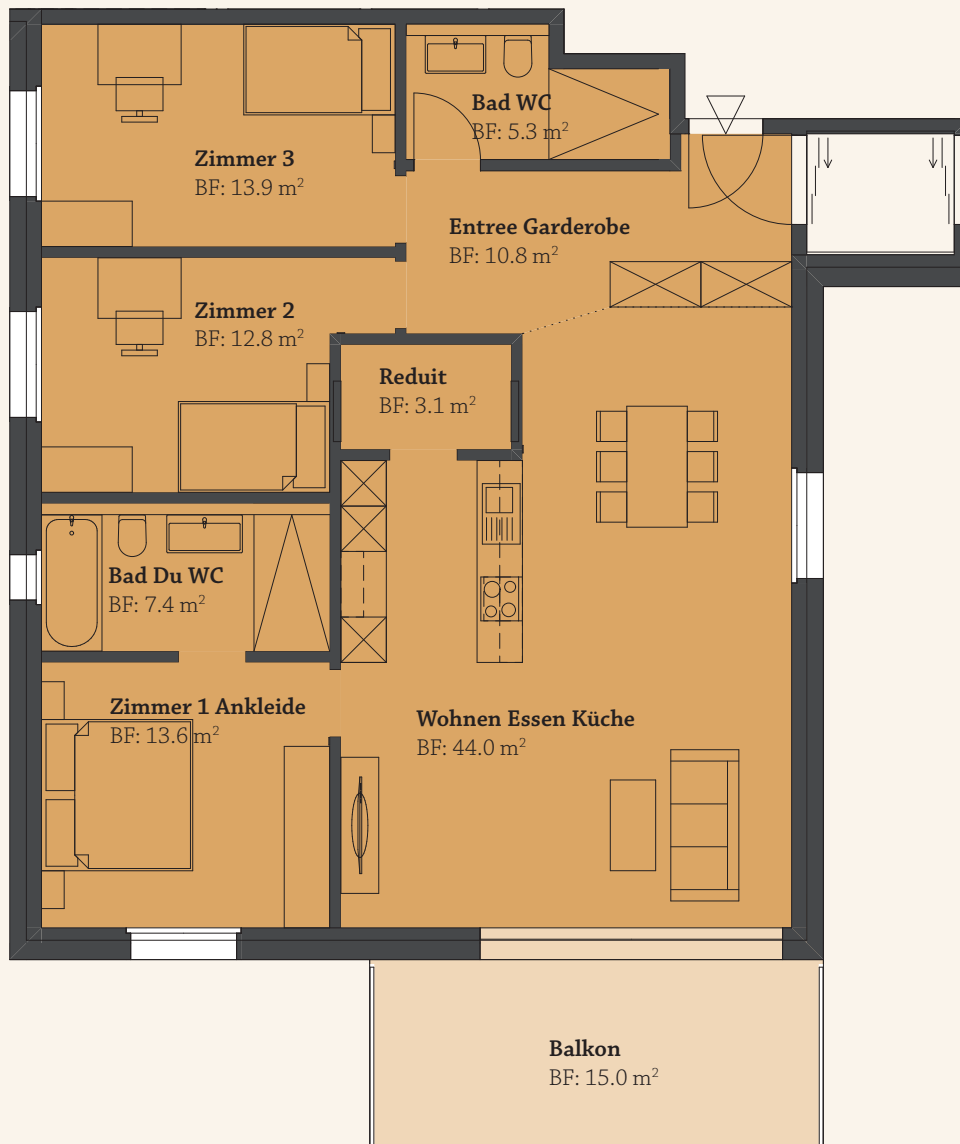 Bad WC
BF: 5.3 m²
Zimmer 3
BF: 13.9 m²
Entree Garderobe
BF: 10.8 m²
Zimmer 2
BF: 12.8 m²
Reduit
BF: 3.1 m²
Bad Du WC
BF: 7.4 m²
Zimmer 1 Ankleide
BF: 13.6 m²
Wohnen Essen Küche
BF: 44.0 m²
Balkon
BF: 15.0 m²